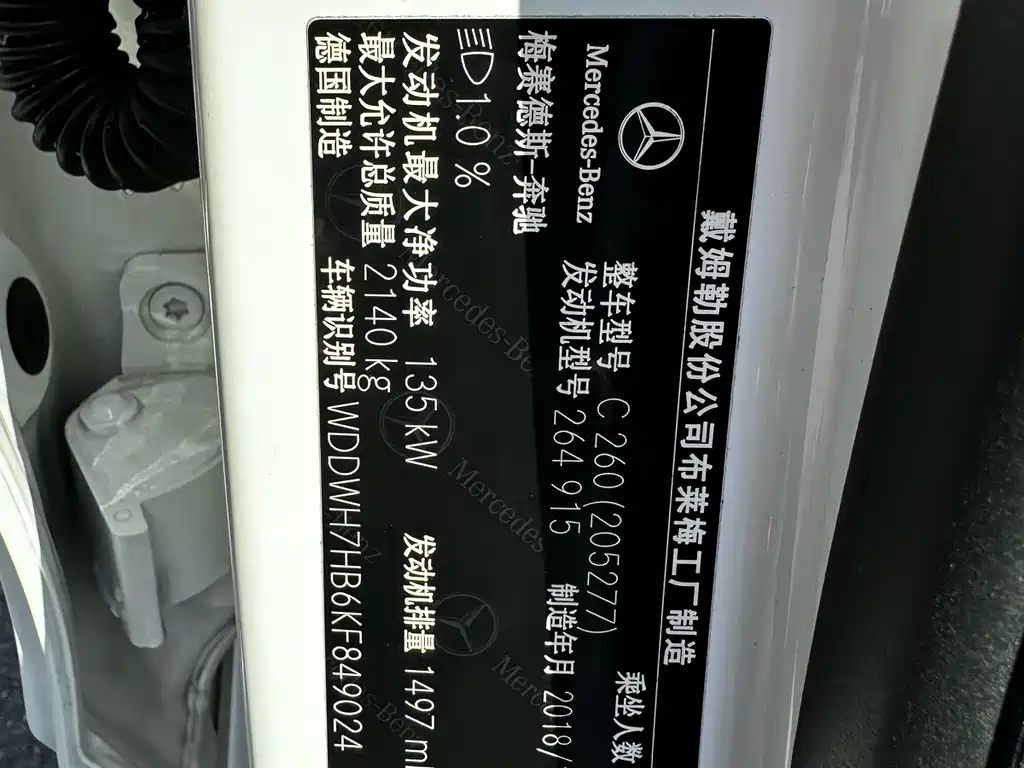 戴姆勒股份公司布莱梅工厂制造
Mercedes-Benz
梅赛德斯-奔驰
整车型号 C 260 (205277)
乘坐人数
发动机型号 264 915
制造年月 2018/
1.0 %
发动机最大净功率 135 kW
发动机排量 1497 ml
最大允许总质量 2140 kg
德国制造
车辆识别号 WDDWH7HB6KF849024